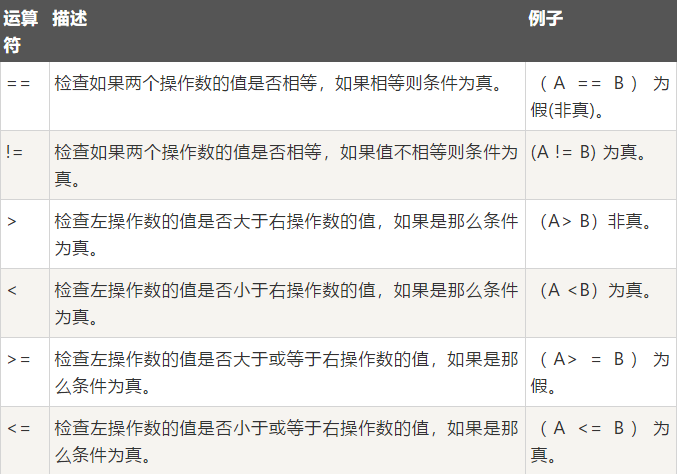 运算 描述 例子
符
== 检查如果两个操作数的值是否相等，如果相等则条件为真。 （A == B）为
假(非真)。
!= 检查如果两个操作数的值是否相等，如果值不相等则条件为 (A != B) 为真。
真。
> 检查左操作数的值是否大于右操作数的值，如果是那么条件 （A> B）非真。
为真。
< 检查左操作数的值是否小于右操作数的值，如果是那么条件 （A <B）为真。
为真。
>= 检查左操作数的值是否大于或等于右操作数的值，如果是那 （A> = B）为
么条件为真。 假。
<= 检查左操作数的值是否小于或等于右操作数的值，如果是那 （A <= B）为
么条件为真。 真。